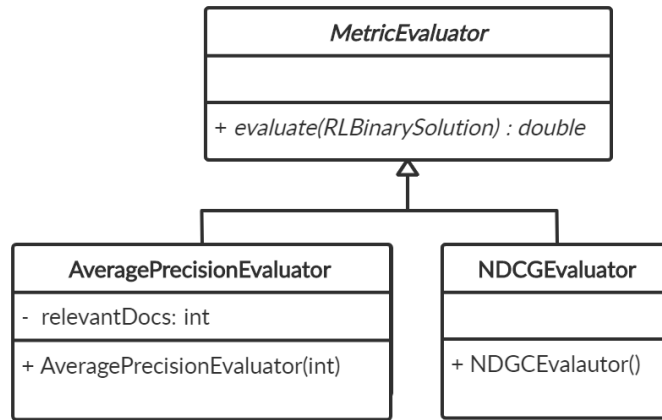 MetricEvaluator
+ evaluate(RLBinarySolution) : double
AveragePrecisionEvaluator
- relevantDocs: int
+ AveragePrecisionEvaluator(int)
NDCGEvaluator
+ NDGCEvalautor()